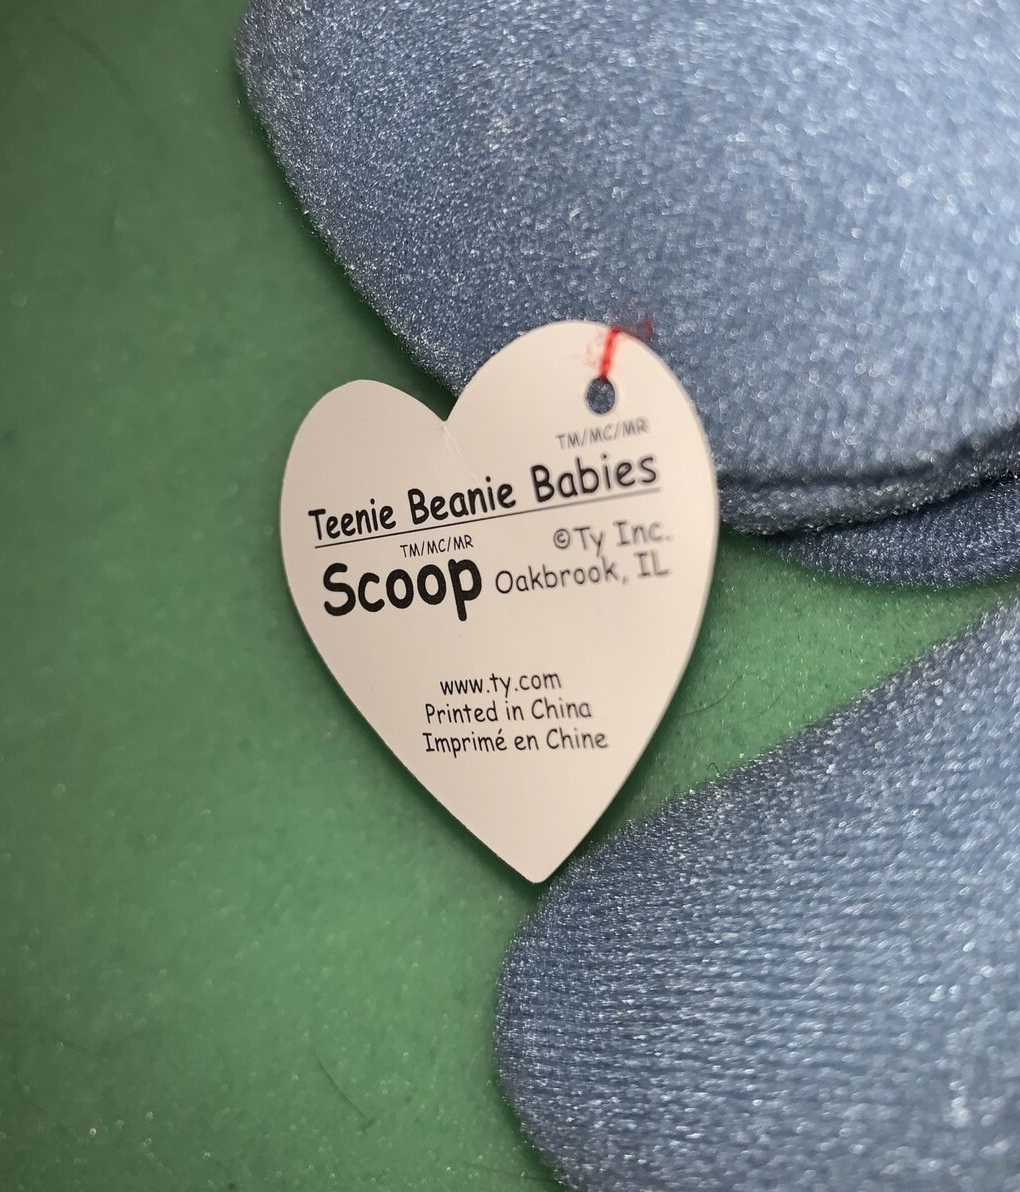 TM/MC/MR
Teenie Beanie Babies
TM/MC/MR
©Ty Inc.
Scoop Oakbrook, IL
www.ty.com
Printed in China
Imprimé en Chine